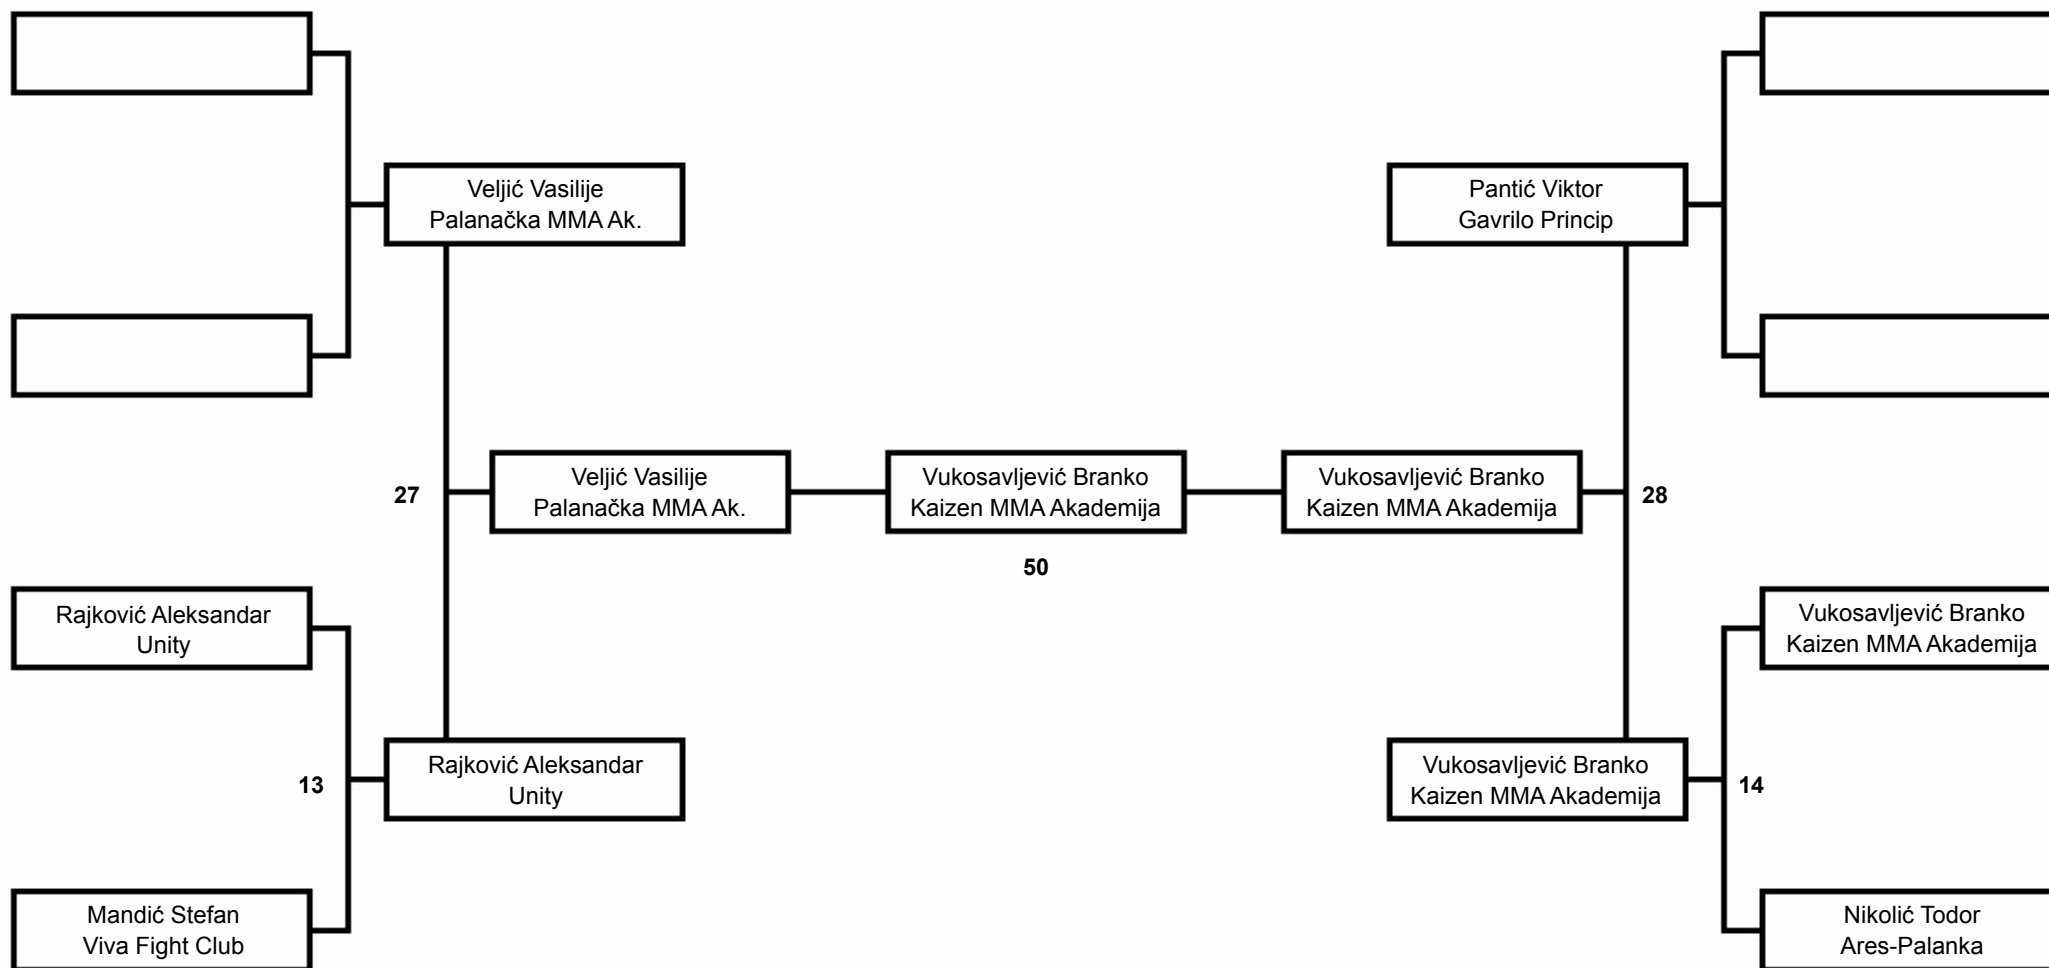 Veljić Vasilije
Palanačka MMA Ak.
Pantić Viktor
Gavrilo Princip
27
Veljić Vasilije
Palanačka MMA Ak.
Vukosavljević Branko
Kaizen MMA Akademija
50
Vukosavljević Branko
Kaizen MMA Akademija
28
Rajković Aleksandar
Unity
Vukosavljević Branko
Kaizen MMA Akademija
13
Rajković Aleksandar
Unity
Vukosavljević Branko
Kaizen MMA Akademija
14
Mandić Stefan
Viva Fight Club
Nikolić Todor
Ares-Palanka